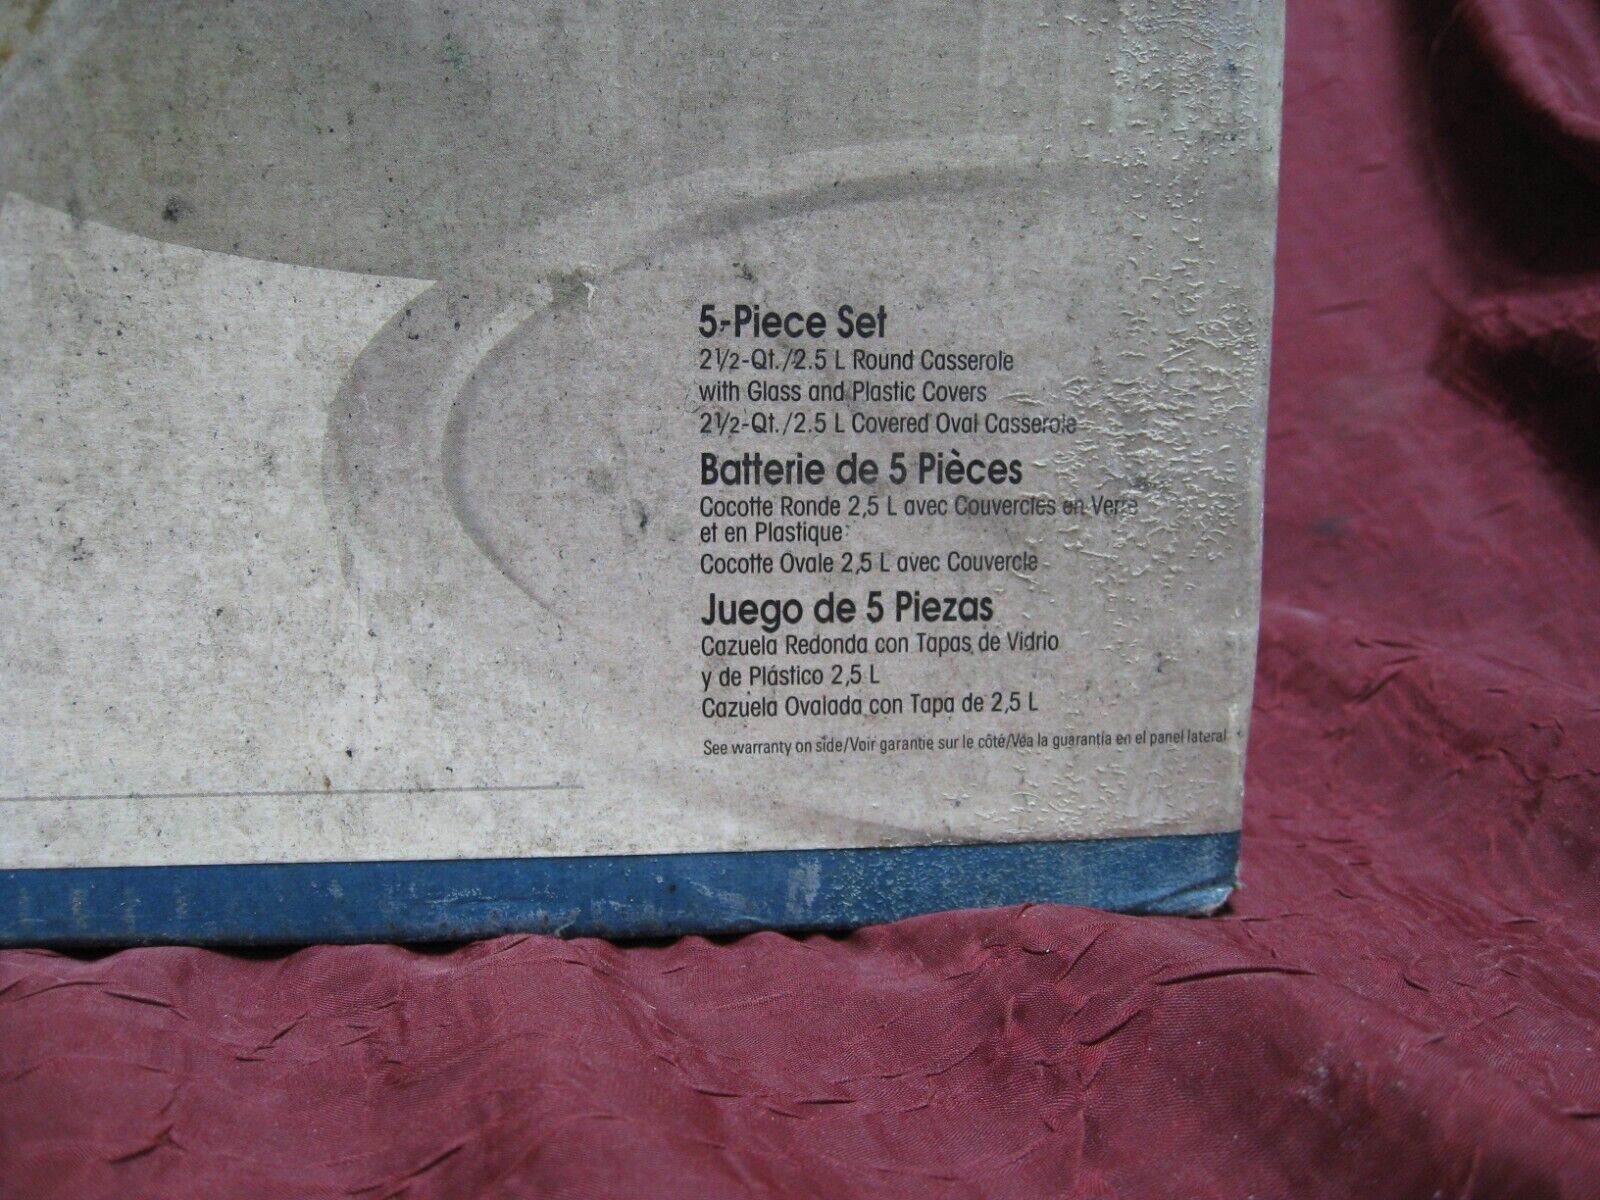 5-Piece Set
2½-Qt./2.5 L Round Casserole
with Glass and Plastic Covers
2½-Qt./2.5 L Covered Oval Casserole
Batterie de 5 Pièces
Cocotte Ronde 2,5 L avec Couvercles en Verre
et en Plastique
Cocotte Ovale 2,5 L avec Couvercle
Juego de 5 Piezas
Cazuela Redonda con Tapas de Vidrio
y de Plástico 2,5 L
Cazuela Ovalada con Tapa de 2,5 L
See warranty on side/Voir garantie sur le côté/Véa la guarantía en el panel lateral